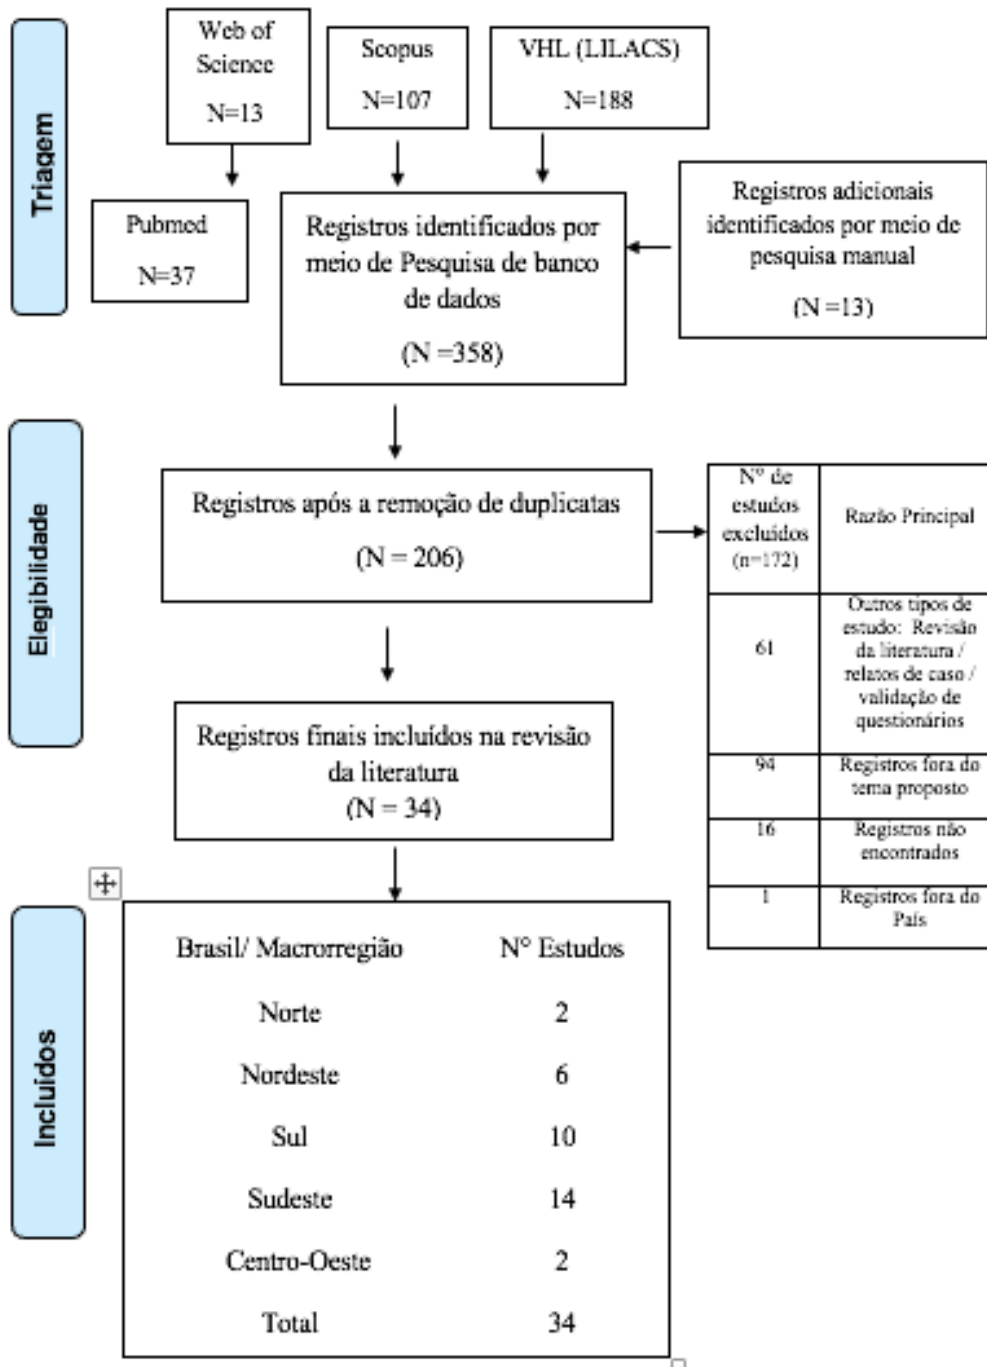 Triagem
Web of
Science
N=13
Scopus
N=107
VHL (LILACS)
N=188
Pubmed
N=37
Registros identificados por
meio de Pesquisa de banco
de dados
(N =358)
Registros adicionais
identificados por meio de
pesquisa manual
(N =13)
Elegibilidade
Registros após a remoção de duplicatas
(N = 206)
N° de
estudos
excluídos
(n=172)
Razão Principal
61
Outros tipos de
estudo: Revisão
da literatura /
relatos de caso /
validação de
questionários
94
Registros fora do
tema proposto
16
Registros não
encontrados
1
Registros fora do
País
Registros finais incluídos na revisão
da literatura
(N = 34)
Incluídos
Brasil/ Macrorregião N° Estudos
Norte 2
Nordeste 6
Sul 10
Sudeste 14
Centro-Oeste 2
Total 34